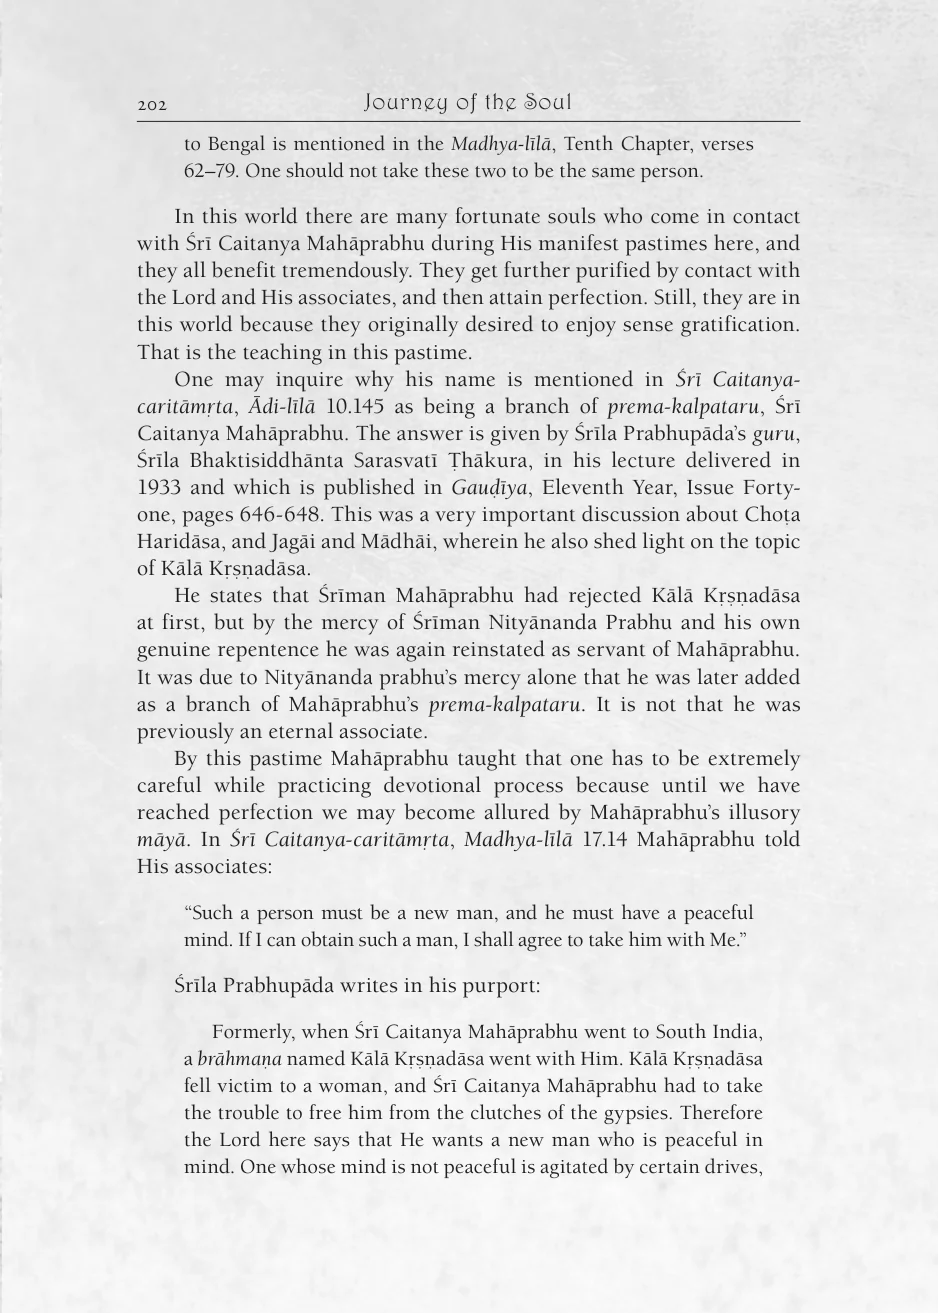 202
Journey of the Soul
to Bengal is mentioned in the Madhya-līlā, Tenth Chapter, verses
62–79. One should not take these two to be the same person.
In this world there are many fortunate souls who come in contact
with Śrī Caitanya Mahāprabhu during His manifest pastimes here, and
they all benefit tremendously. They get further purified by contact with
the Lord and His associates, and then attain perfection. Still, they are in
this world because they originally desired to enjoy sense gratification.
That is the teaching in this pastime.
One may inquire why his name is mentioned in Śrī Caitanya-
caritāmṛta, Ādi-līlā 10.145 as being a branch of prema-kalpataru, Śrī
Caitanya Mahāprabhu. The answer is given by Śrīla Prabhupāda’s guru,
Śrīla Bhaktisiddhānta Sarasvatī Ṭhākura, in his lecture delivered in
1933 and which is published in Gauḍīya, Eleventh Year, Issue Forty-
one, pages 646-648. This was a very important discussion about Choṭa
Haridāsa, and Jagāi and Mādhāi, wherein he also shed light on the topic
of Kālā Kṛṣṇadāsa.
He states that Śrīman Mahāprabhu had rejected Kālā Kṛṣṇadāsa
at first, but by the mercy of Śrīman Nityānanda Prabhu and his own
genuine repentence he was again reinstated as servant of Mahāprabhu.
It was due to Nityānanda prabhu’s mercy alone that he was later added
as a branch of Mahāprabhu’s prema-kalpataru. It is not that he was
previously an eternal associate.
By this pastime Mahāprabhu taught that one has to be extremely
careful while practicing devotional process because until we have
reached perfection we may become allured by Mahāprabhu’s illusory
māyā. In Śrī Caitanya-caritāmṛta, Madhya-līlā 17.14 Mahāprabhu told
His associates:
“Such a person must be a new man, and he must have a peaceful
mind. If I can obtain such a man, I shall agree to take him with Me.”
Śrīla Prabhupāda writes in his purport:
Formerly, when Śrī Caitanya Mahāprabhu went to South India,
a brāhmaṇa named Kālā Kṛṣṇadāsa went with Him. Kālā Kṛṣṇadāsa
fell victim to a woman, and Śrī Caitanya Mahāprabhu had to take
the trouble to free him from the clutches of the gypsies. Therefore
the Lord here says that He wants a new man who is peaceful in
mind. One whose mind is not peaceful is agitated by certain drives,